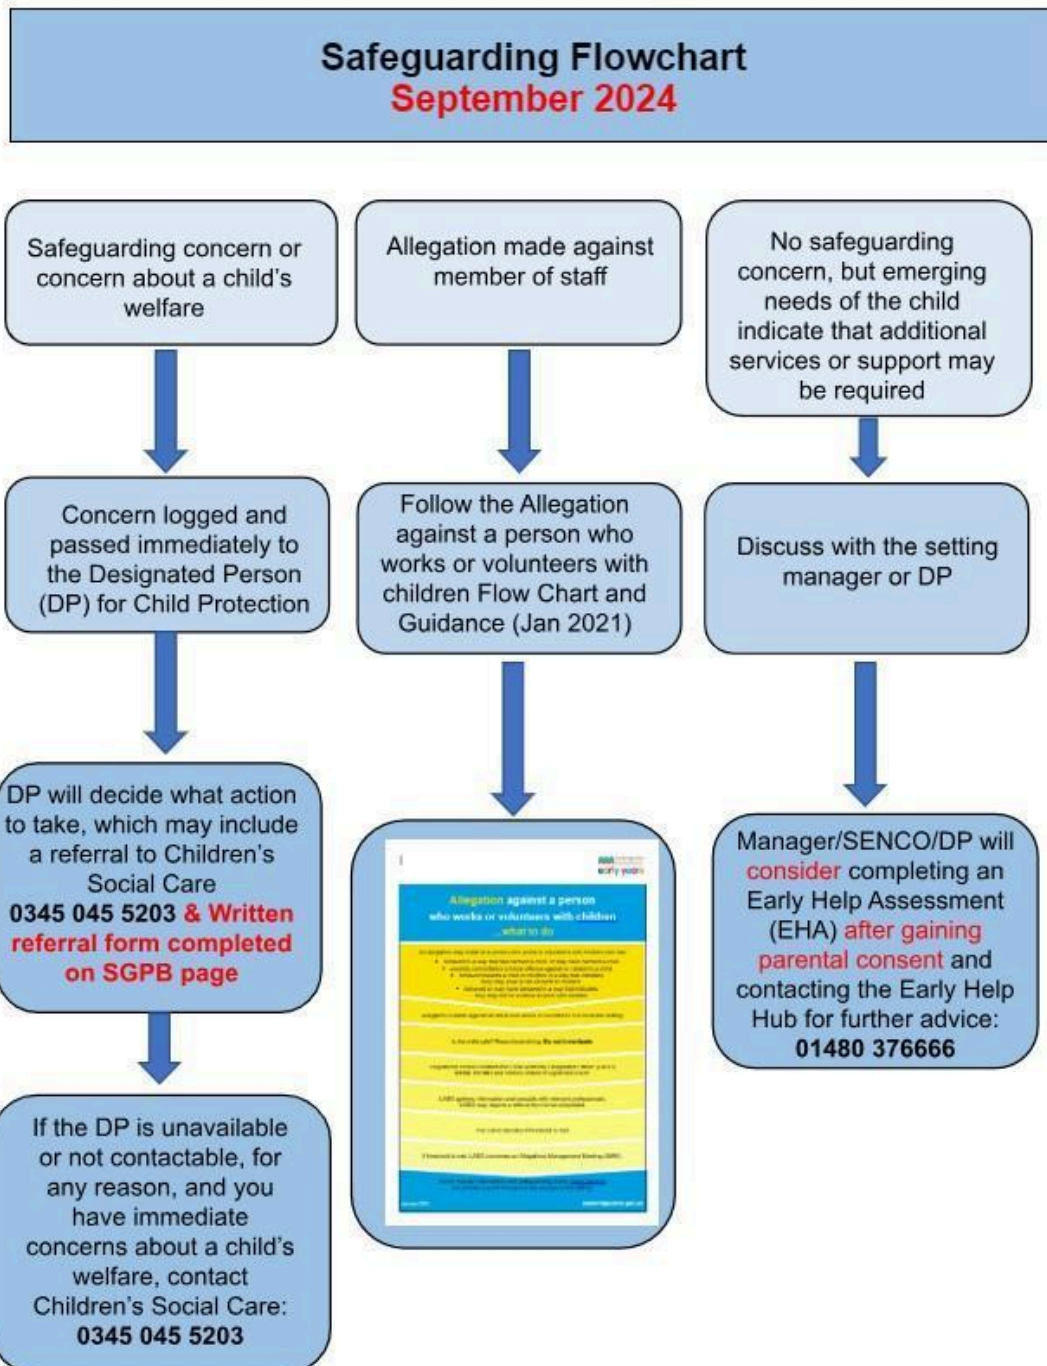 Safeguarding Flowchart
September 2024
Safeguarding concern or
concern about a child's
welfare
Concern logged and
passed immediately to
the Designated Person
(DP) for Child Protection
DP will decide what action
to take, which may include
a referral to Children's
Social Care
0345 045 5203 & Written
referral form completed
on SGPB page
If the DP is unavailable
or not contactable, for
any reason, and you
have immediate
concerns about a child's
welfare, contact
Children's Social Care:
0345 045 5203
Allegation made against
member of staff
Follow the Allegation
against a person who
works or volunteers with
children Flow Chart and
Guidance (Jan 2021)
early years
Allegation against a person
who works or volunteers with children
...what to do
No safeguarding
concern, but emerging
needs of the child
indicate that additional
services or support may
be required
Discuss with the setting
manager or DP
Manager/SENCO/DP will
consider completing an
Early Help Assessment
(EHA) after gaining
parental consent and
contacting the Early Help
Hub for further advice:
01480 376666